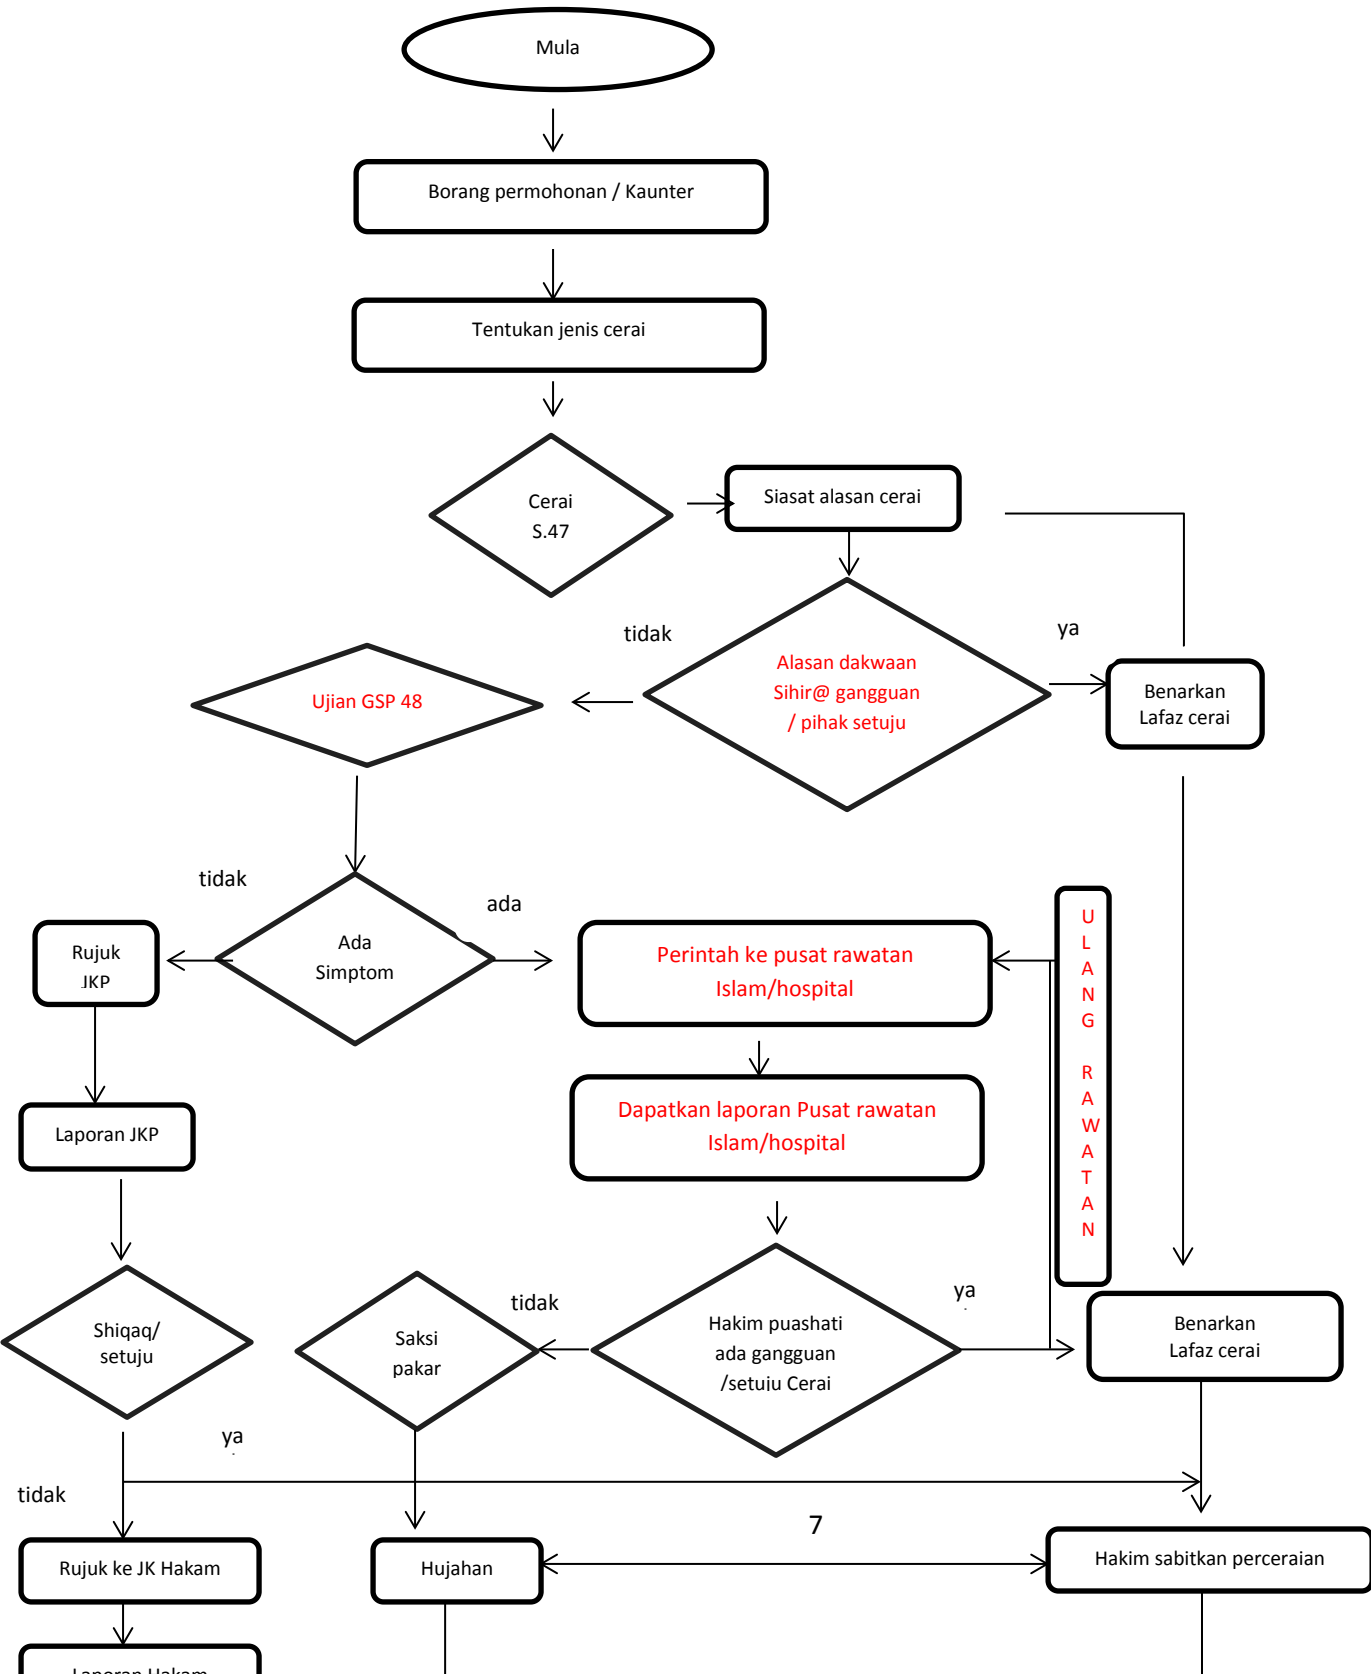 Mula
Borang permohonan / Kaunter
Tentukan jenis cerai
Cerai
S.47
Siasat alasan cerai
tidak
ya
Alasan dakwaan
Sihir@ gangguan
/ pihak setuju
Ujian GSP 48
Benarkan
Lafaz cerai
tidak
ada
Rujuk
JKP
Ada
Simptom
Perintah ke pusat rawatan
Islam/hospital
U
L
A
N
G
R
A
W
A
T
A
N
Laporan JKP
Dapatkan laporan Pusat rawatan
Islam/hospital
Shiqaq/
setuju
Saksi
pakar
tidak
Hakim puashati
ada gangguan
/setuju Cerai
ya
Benarkan
Lafaz cerai
ya
tidak
7
Rujuk ke JK Hakam
Hujahan
Hakim sabitkan perceraian
Laporan Hakam